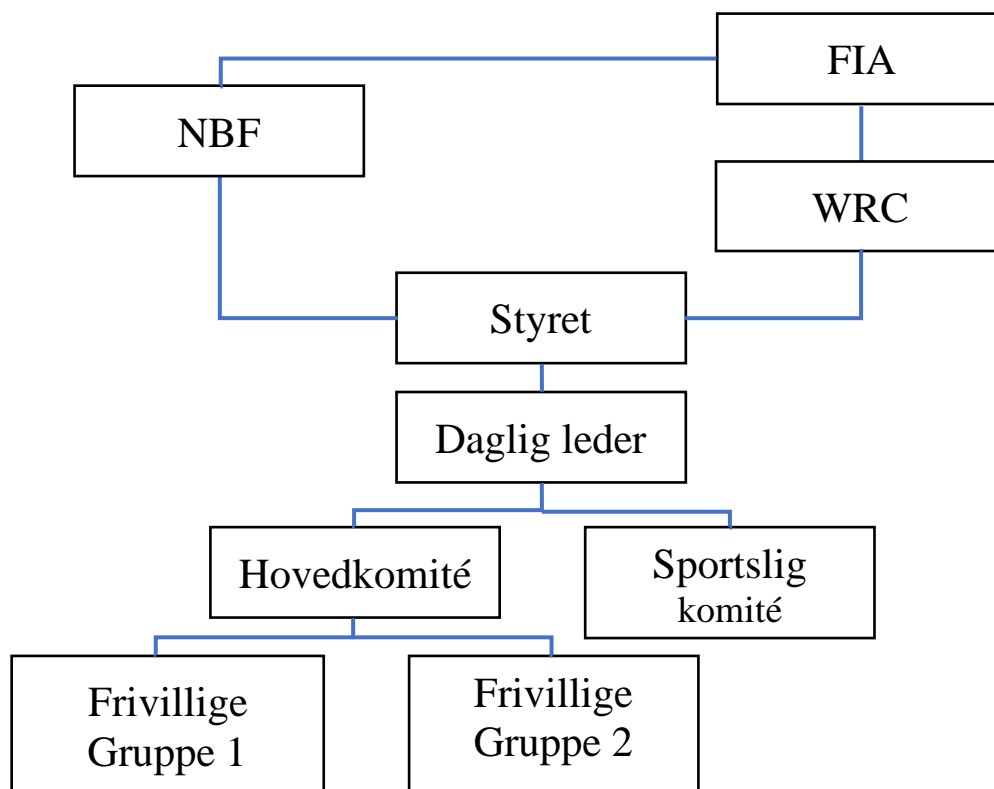 FIA
NBF
WRC
Styret
Daglig leder
Hovedkomité
Sportslig
komité
Frivillige
Gruppe 1
Frivillige
Gruppe 2